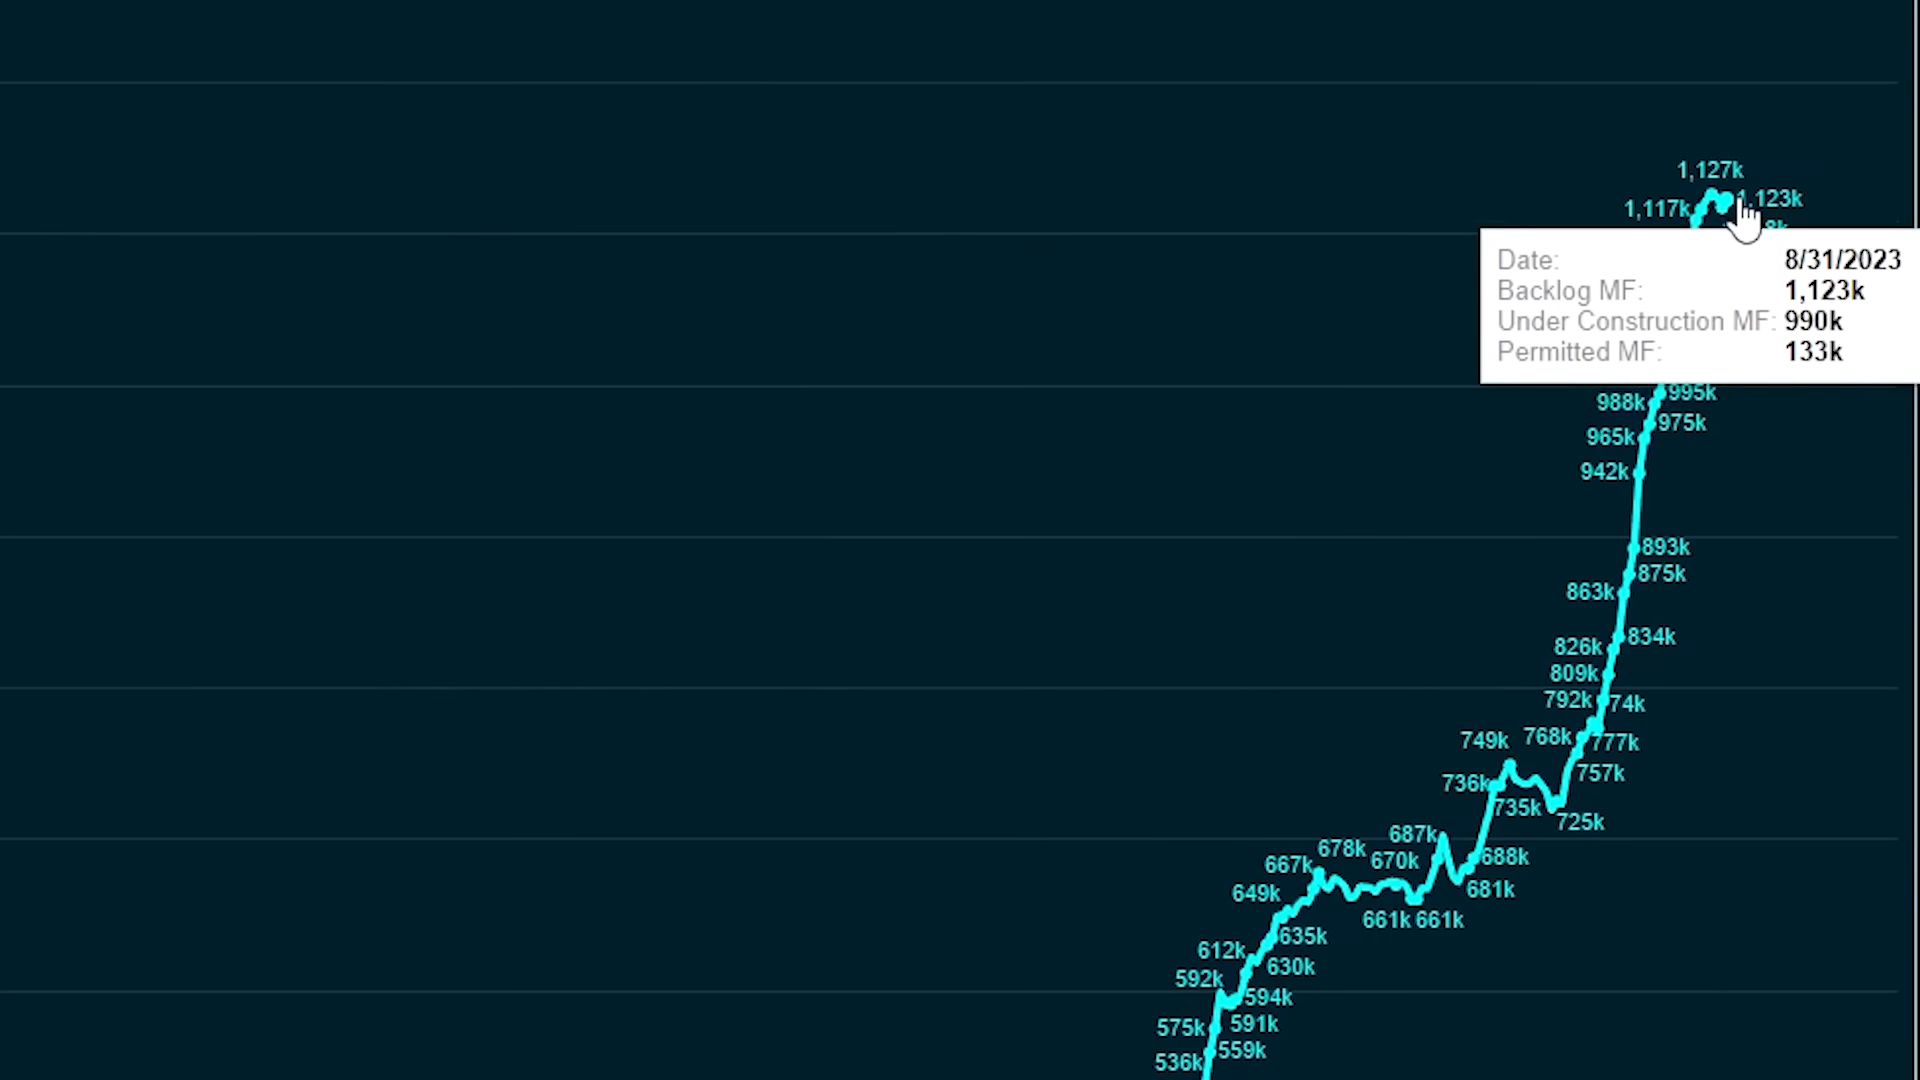 1,127k
1,123k
1,117k
8k
Date: 8/31/2023
Backlog MF: 1,123k
Under Construction MF: 990k
Permitted MF: 133k
995k
988k
975k
965k
942k
893k
875k
863k
834k
826k
809k
792k
74k
768k
777k
749k
757k
736k
735k
725k
687k
678k
670k
688k
667k
681k
649k
661k
661k
635k
612k
630k
592k
594k
591k
575k
559k
536k